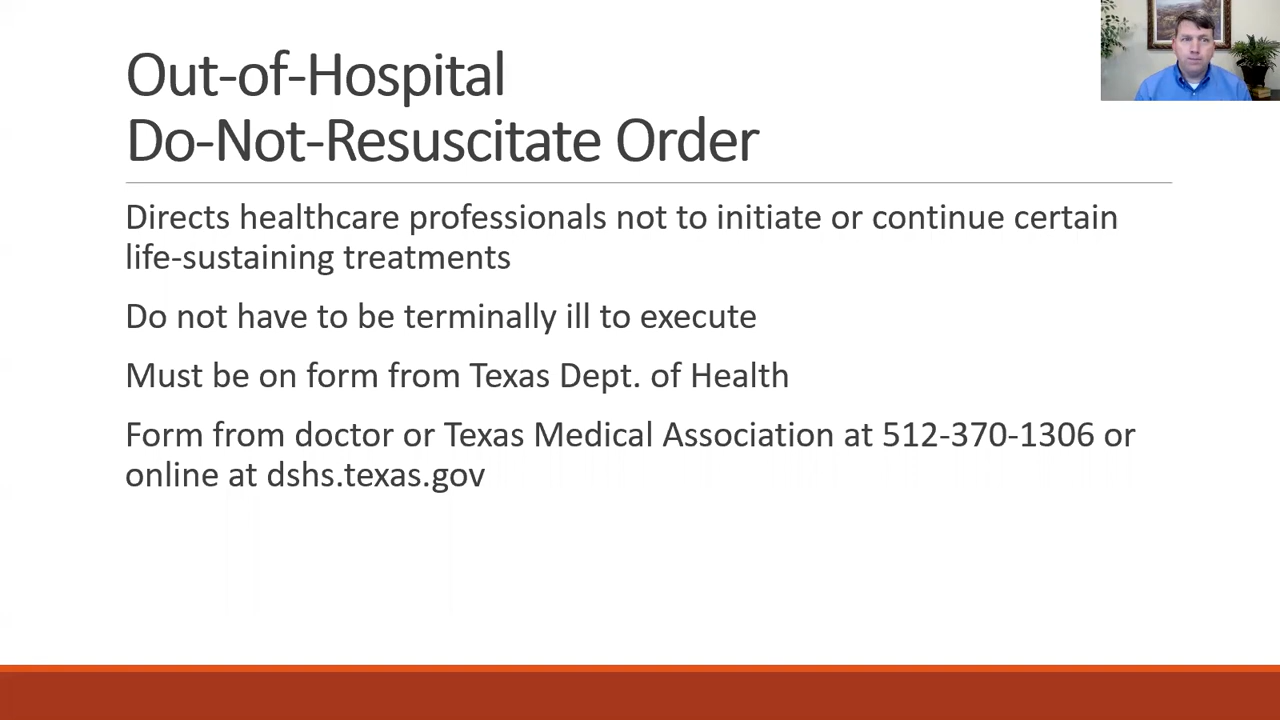 Out-of-Hospital
Do-Not-Resuscitate Order
Directs healthcare professionals not to initiate or continue certain
life-sustaining treatments
Do not have to be terminally ill to execute
Must be on form from Texas Dept. of Health
Form from doctor or Texas Medical Association at 512-370-1306 or
online at dshs.texas.gov